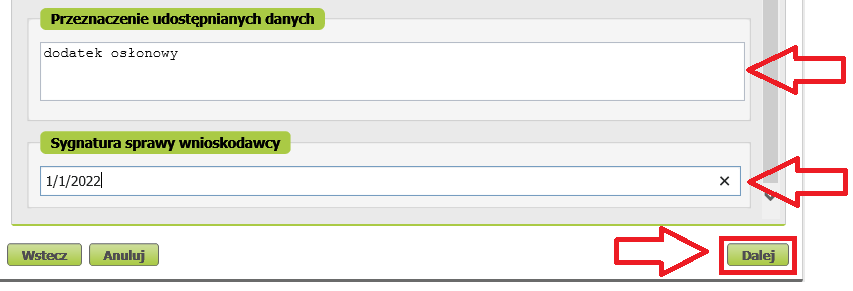 Przeznaczenie udostępnianych danych
dodatek osłonowy
Sygnatura sprawy wnioskodawcy
1/1/2022
Wstecz Anuluj Dalej